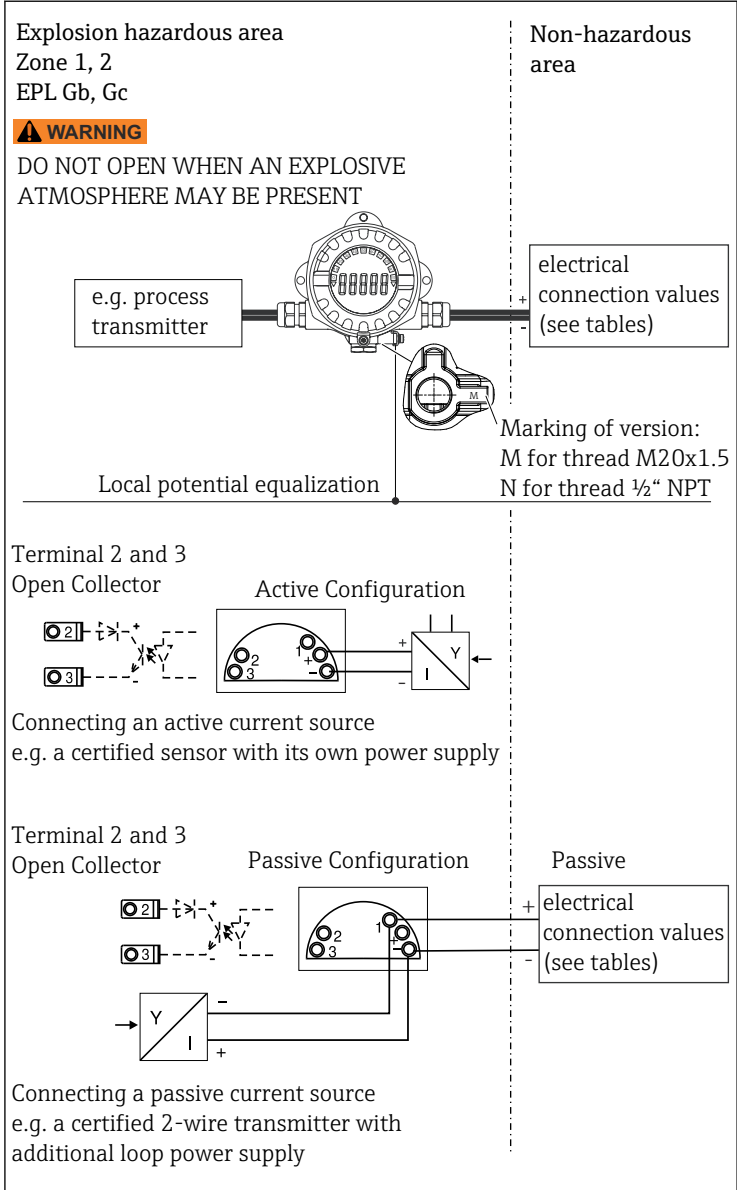 Explosion hazardous area
Zone 1, 2
EPL Gb, Gc
Non-hazardous
area
WARNING
DO NOT OPEN WHEN AN EXPLOSIVE
ATMOSPHERE MAY BE PRESENT
e.g. process
transmitter
+
-
electrical
connection values
(see tables)
M
Marking of version:
M for thread M20x1.5
N for thread ½“ NPT
Local potential equalization
Terminal 2 and 3
Open Collector
Active Configuration
2
+
3
-
2
3
1
+
-
+
-
Y
I
Connecting an active current source
e.g. a certified sensor with its own power supply
Terminal 2 and 3
Open Collector
Passive Configuration
Passive
2
+
3
-
2
3
1
+
-
+
-
electrical
connection values
(see tables)
Y
I
-
+
Connecting a passive current source
e.g. a certified 2-wire transmitter with
additional loop power supply